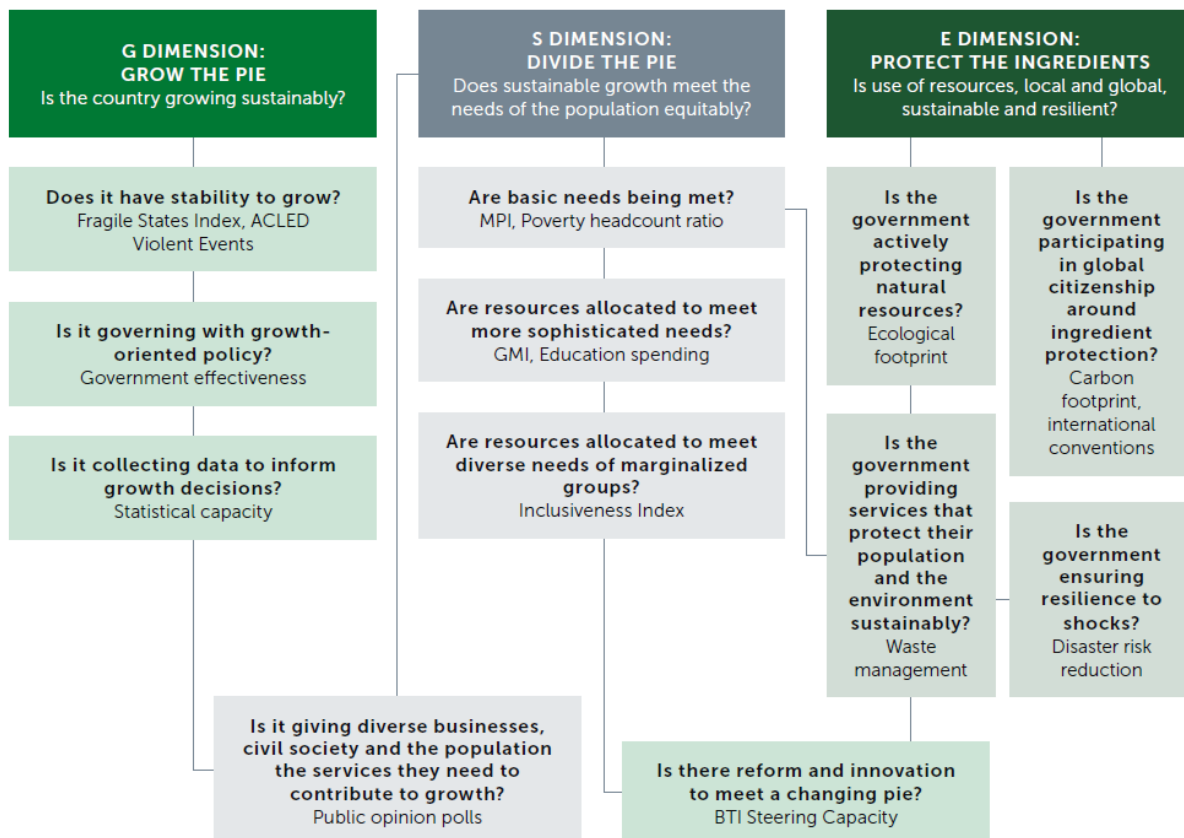 G DIMENSION:
GROW THE PIE
Is the country growing sustainably?
Does it have stability to grow?
Fragile States Index, ACLED
Violent Events
Is it governing with growth-
oriented policy?
Government effectiveness
Is it collecting data to inform
growth decisions?
Statistical capacity
Is it giving diverse businesses,
civil society and the population
the services they need to
contribute to growth?
Public opinion polls
S DIMENSION:
DIVIDE THE PIE
Does sustainable growth meet the
needs of the population equitably?
Are basic needs being met?
MPI, Poverty headcount ratio
Are resources allocated to meet
more sophisticated needs?
GMI, Education spending
Are resources allocated to meet
diverse needs of marginalized
groups?
Inclusiveness Index
Is there reform and innovation
to meet a changing pie?
BTI Steering Capacity
E DIMENSION:
PROTECT THE INGREDIENTS
Is use of resources, local and global,
sustainable and resilient?
Is the
government
actively
protecting
natural
resources?
Ecological
footprint
Is the
government
providing
services that
protect their
population
and the
environment
sustainably?
Waste
management
Is the
government
participating
in global
citizenship
around
ingredient
protection?
Carbon
footprint,
international
conventions
Is the
government
ensuring
resilience to
shocks?
Disaster risk
reduction